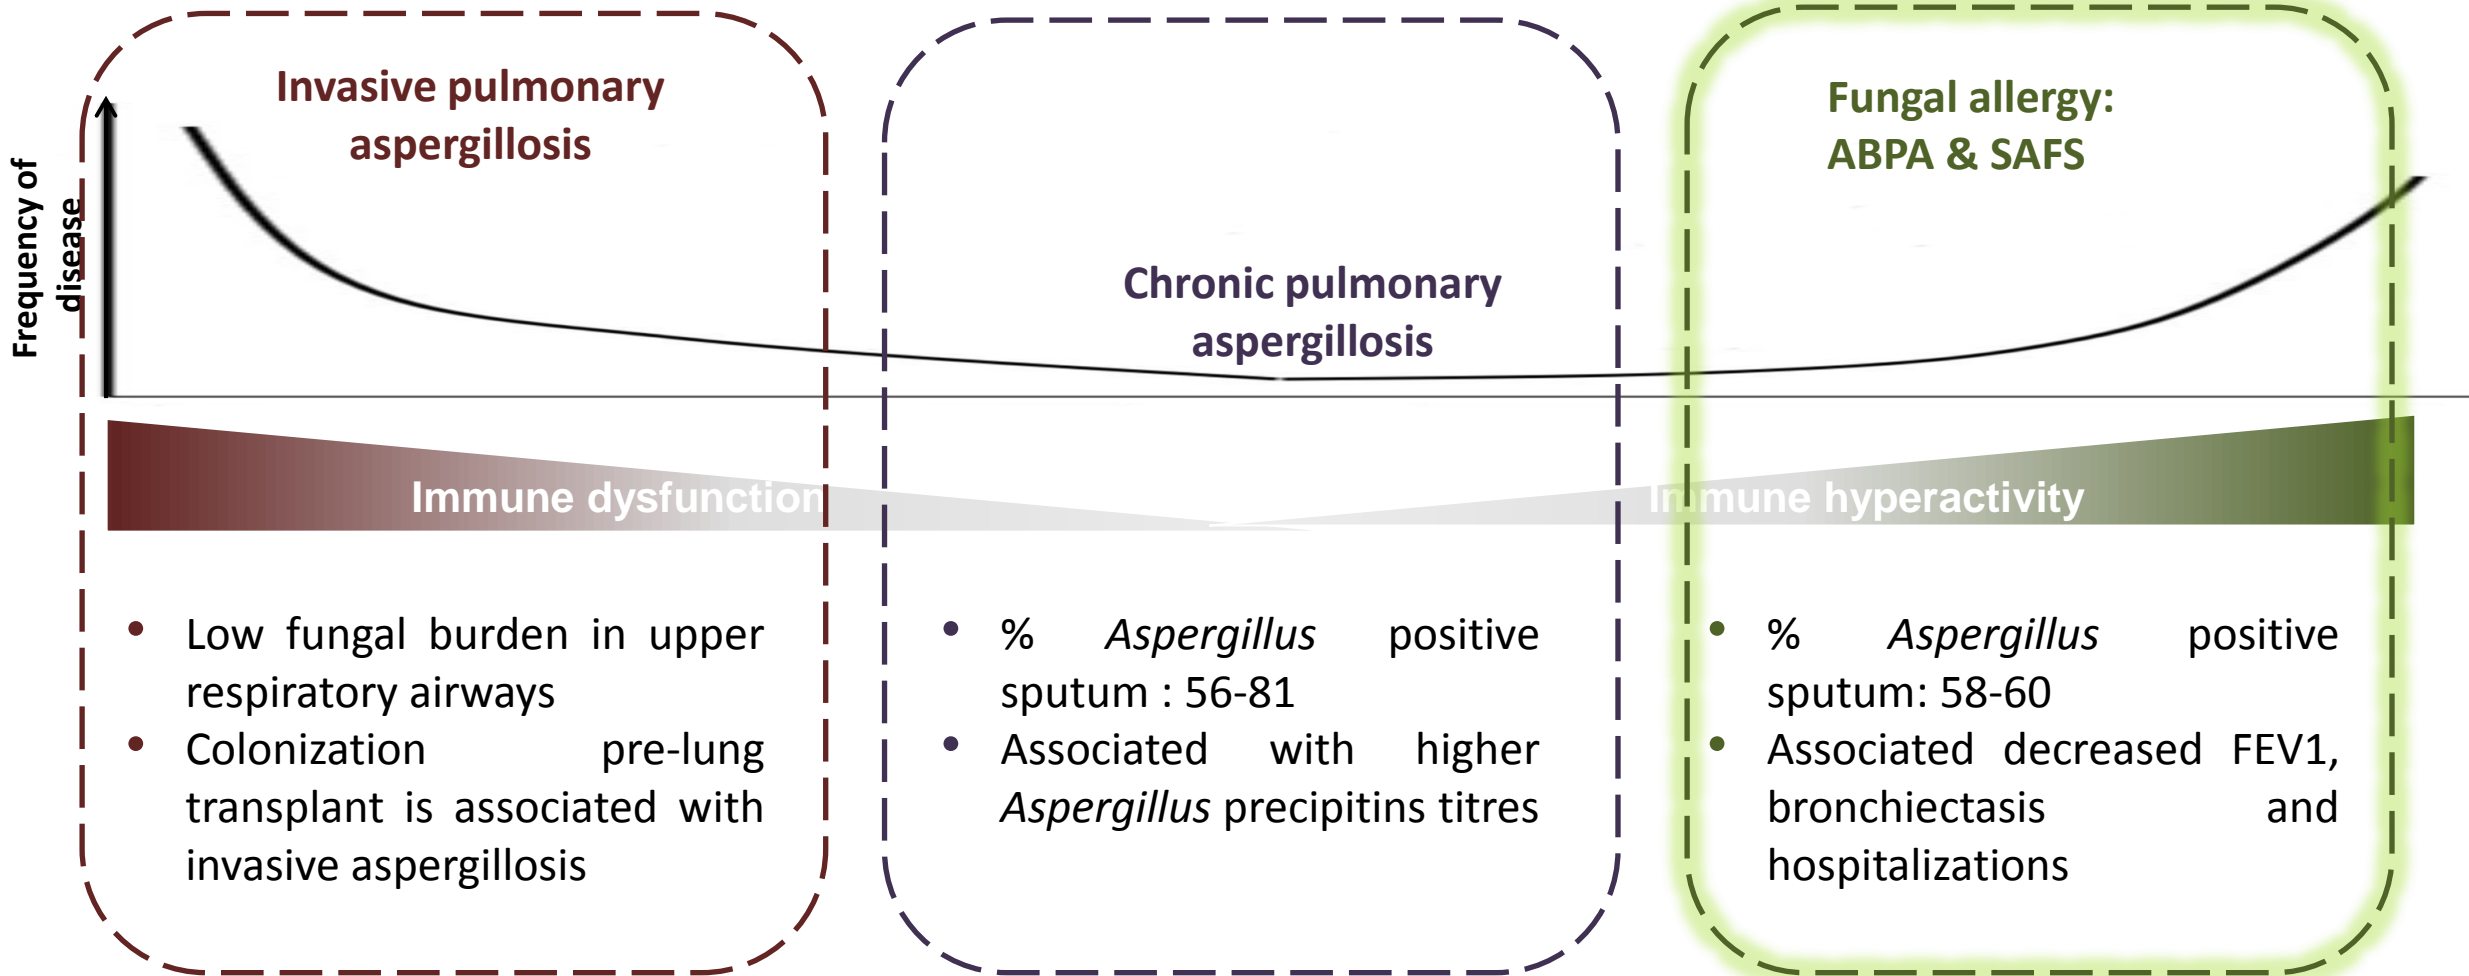 Frequency of
disease
Invasive pulmonary
aspergillosis
Chronic pulmonary
aspergillosis
Fungal allergy:
ABPA & SAFS
Immune dysfunction
Immune hyperactivity
• Low fungal burden in upper
respiratory airways
• Colonization pre-lung
transplant is associated with
invasive aspergillosis
• % Aspergillus positive
sputum : 56-81
• Associated with higher
Aspergillus precipitins titres
• % Aspergillus positive
sputum: 58-60
• Associated decreased FEV1,
bronchiectasis and
hospitalizations